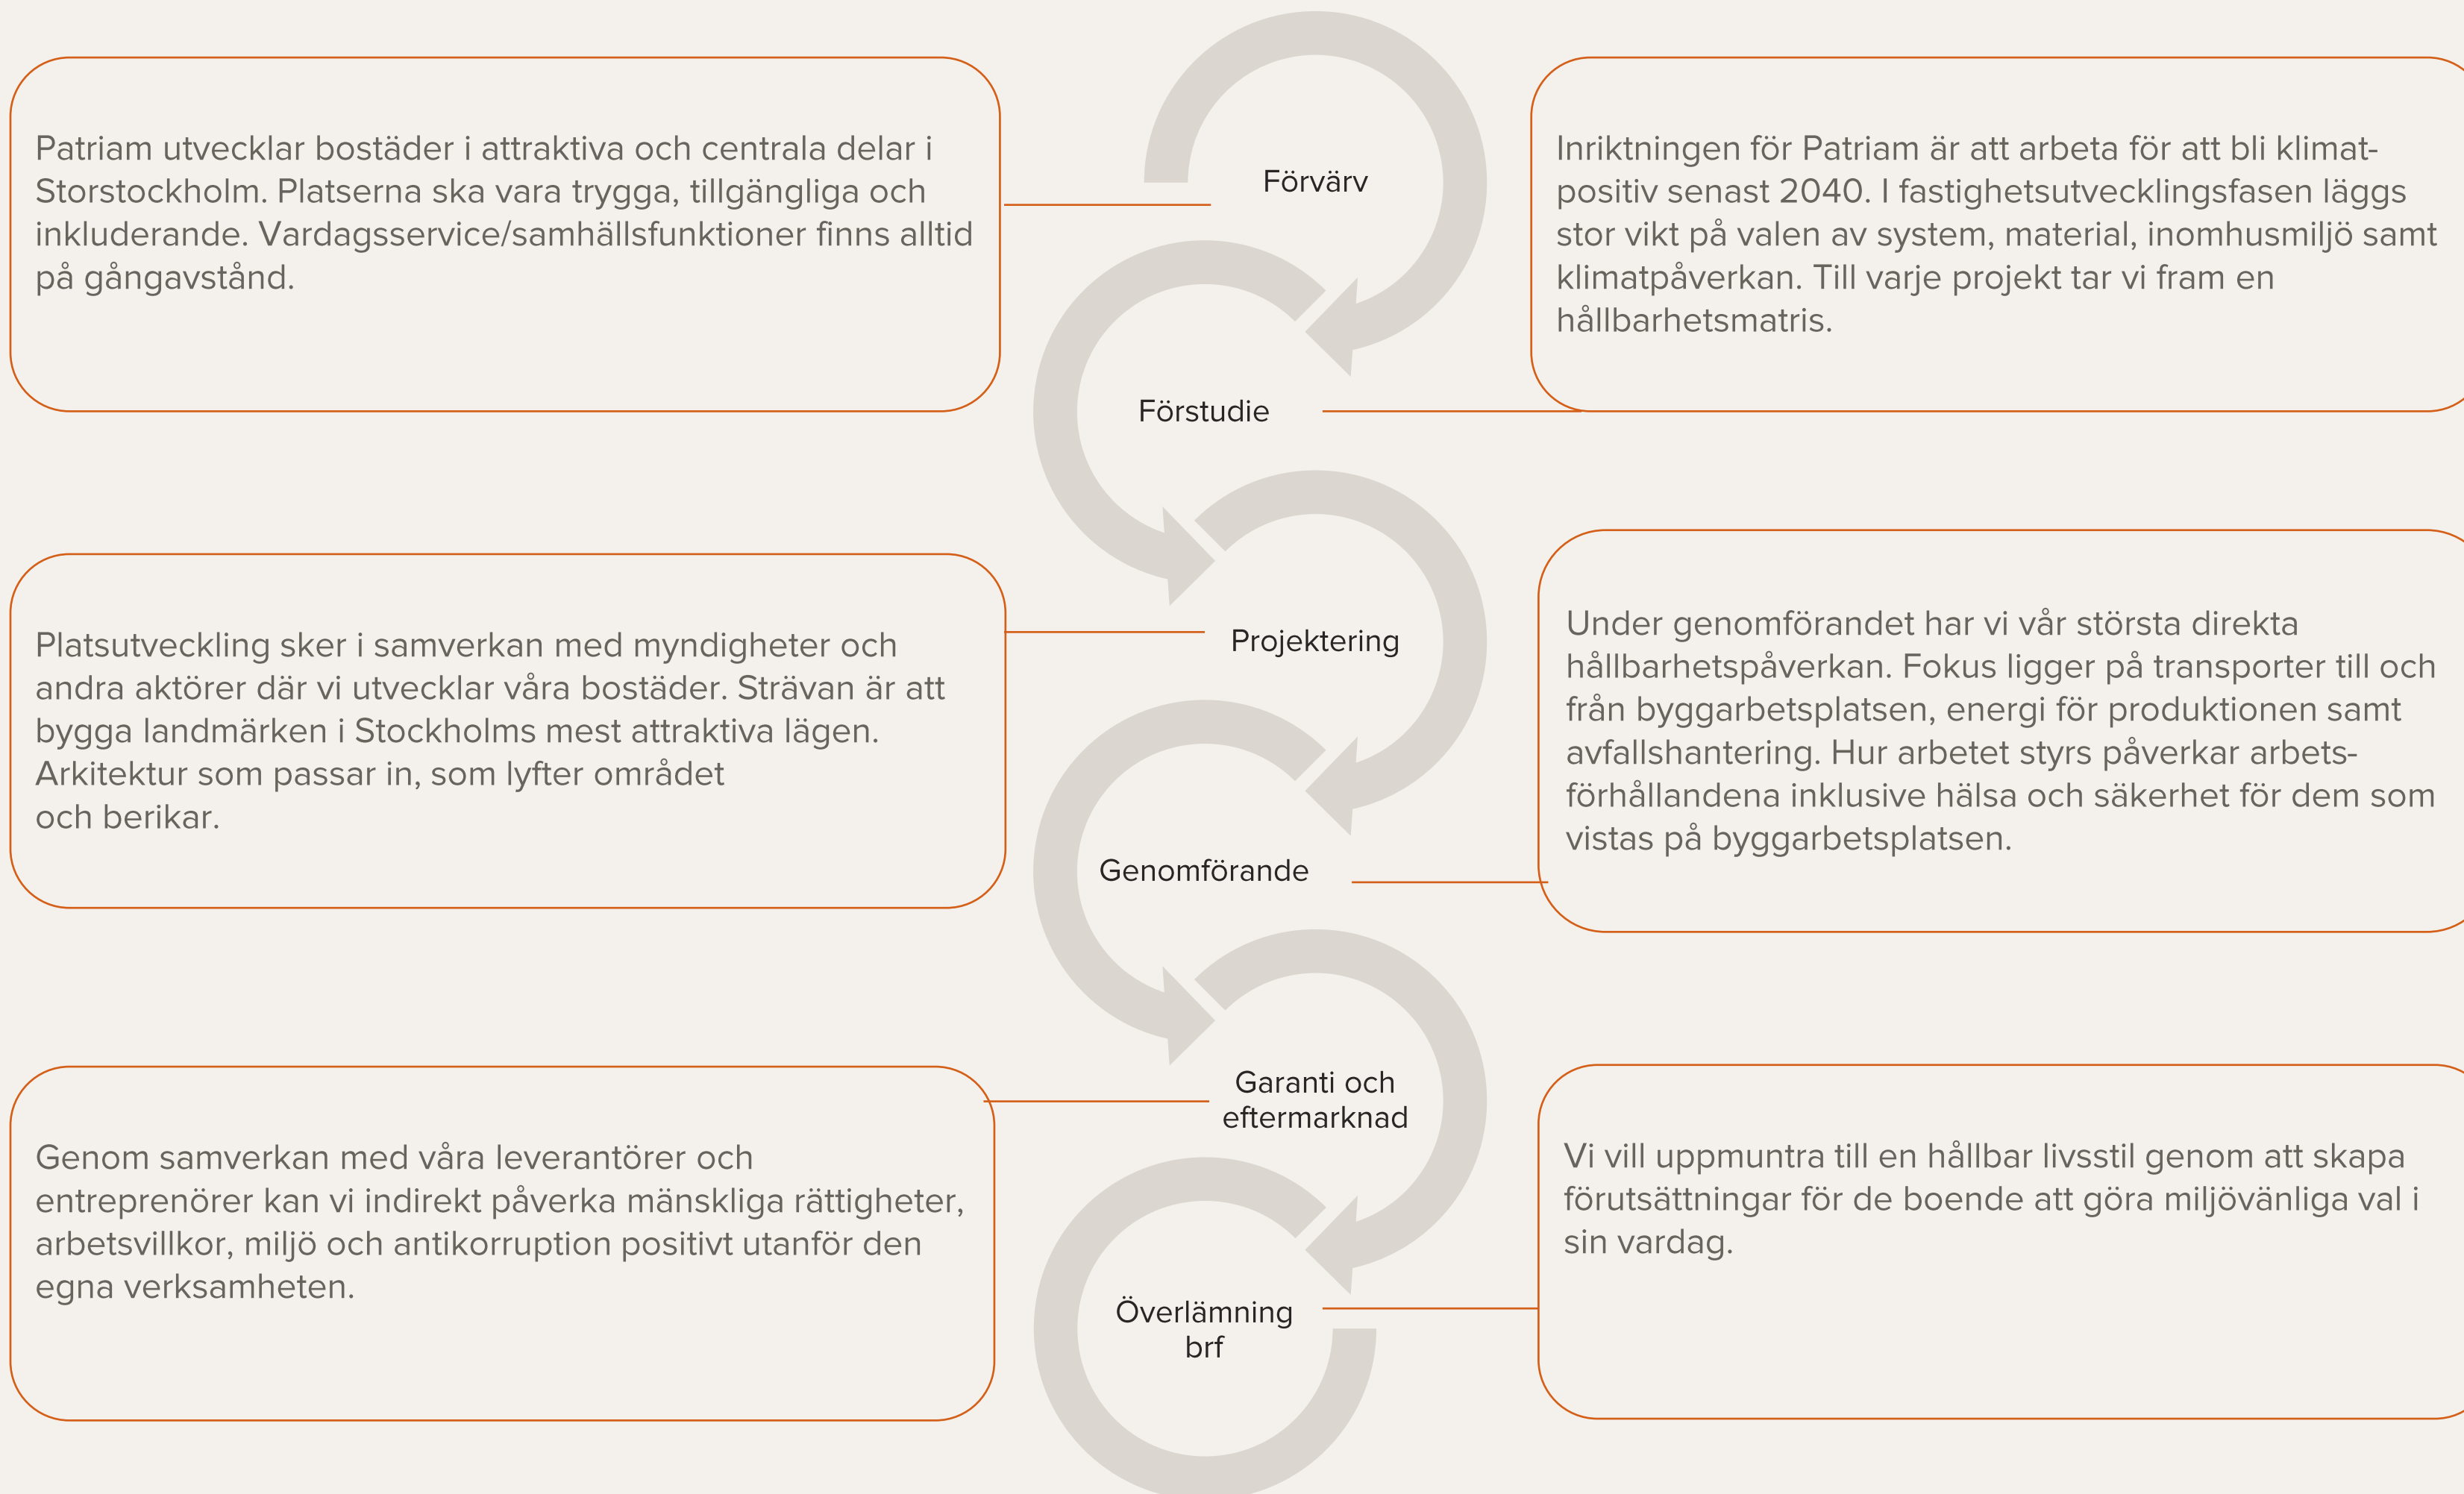 Patriam utvecklar bostäder i attraktiva och centrala delar i
Storstockholm. Platserna ska vara trygga, tillgängliga och
inkluderande. Vardagsservice/samhällsfunktioner finns alltid
på gångavstånd.
Förvärv
Inriktningen för Patriam är att arbeta för att bli klimat-
positiv senast 2040. I fastighetsutvecklingsfasen läggs
stor vikt på valen av system, material, inomhusmiljö samt
klimatpåverkan. Till varje projekt tar vi fram en
hållbarhetsmatris.
Förstudie
Platsutveckling sker i samverkan med myndigheter och
andra aktörer där vi utvecklar våra bostäder. Strävan är att
bygga landmärken i Stockholms mest attraktiva lägen.
Arkitektur som passar in, som lyfter området
och berikar.
Projektering
Under genomförandet har vi vår största direkta
hållbarhetspåverkan. Fokus ligger på transporter till och
från byggarbetsplatsen, energi för produktionen samt
avfallshantering. Hur arbetet styrs påverkar arbets-
förhållandena inklusive hälsa och säkerhet för dem som
vistas på byggarbetsplatsen.
Genomförande
Genom samverkan med våra leverantörer och
entreprenörer kan vi indirekt påverka mänskliga rättigheter,
arbetsvillkor, miljö och antikorruption positivt utanför den
egna verksamheten.
Garanti och
eftermarknad
Vi vill uppmuntra till en hållbar livsstil genom att skapa
förutsättningar för de boende att göra miljövänliga val i
sin vardag.
Överlämning
brf